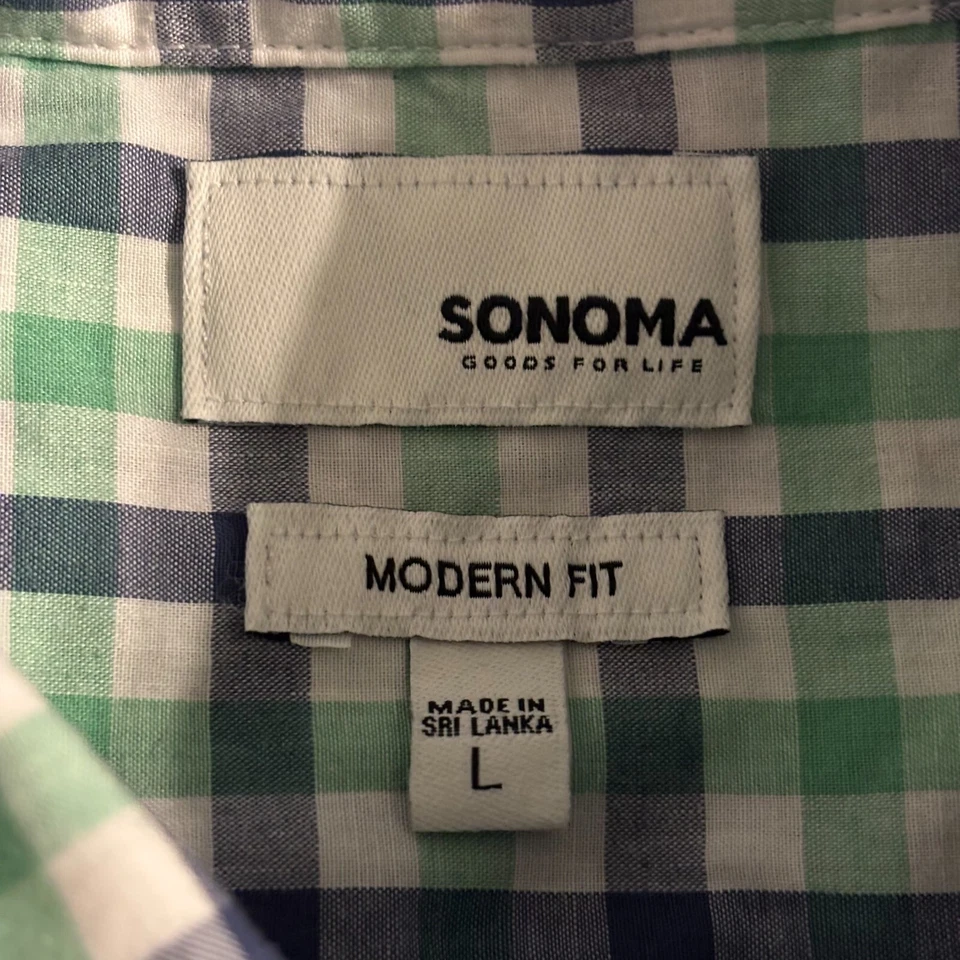 SONOMA
GOODS FOR LIFE
MODERN FIT
MADE IN
SRI LANKA
L